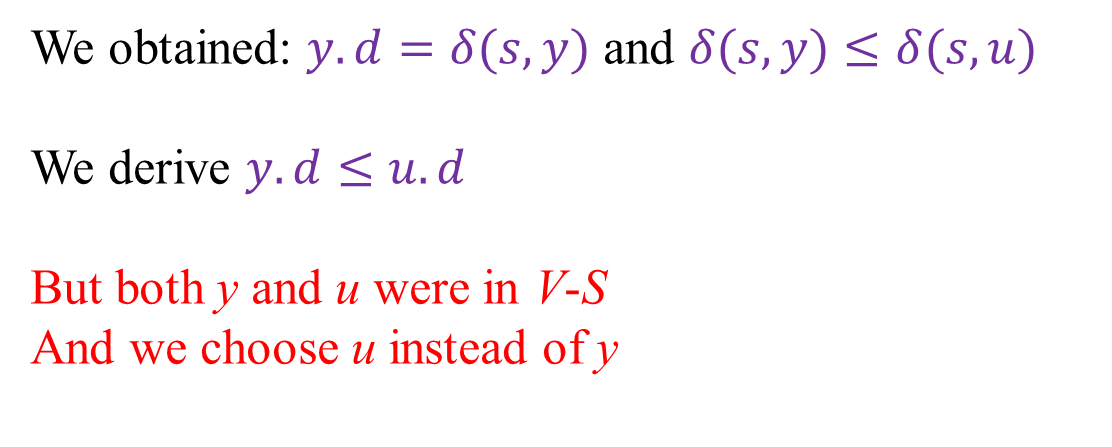 We obtained: y.d = δ(s, y) and δ(s, y) ≤ δ(s, u)
We derive y.d ≤ u.d
But both y and u were in V-S
And we choose u instead of y